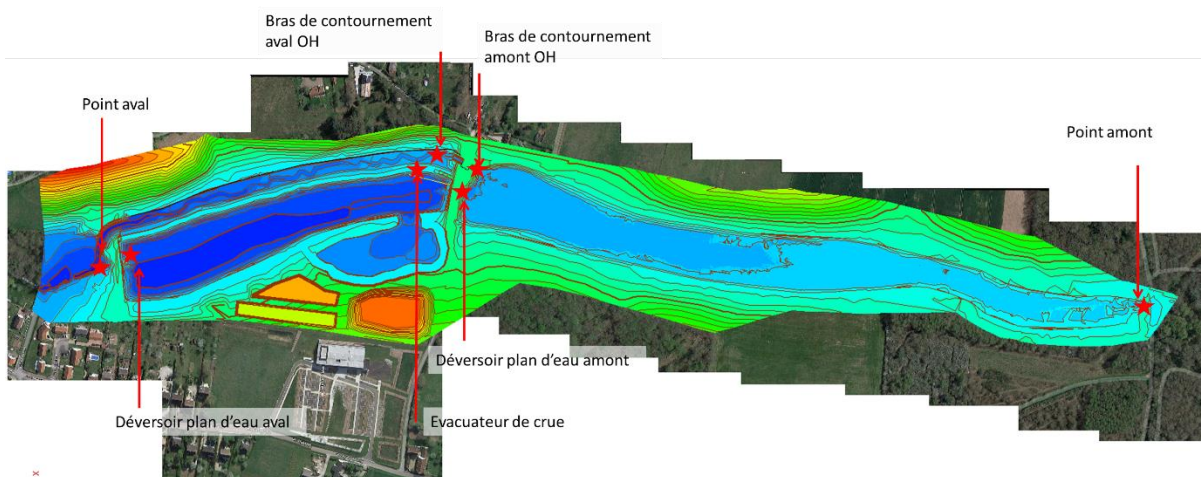 Bras de contournement
aval OH
Bras de contournement
amont OH
Point aval
Point amont
Déversoir plan d'eau amont
Déversoir plan d'eau aval
Evacuateur de crue
x